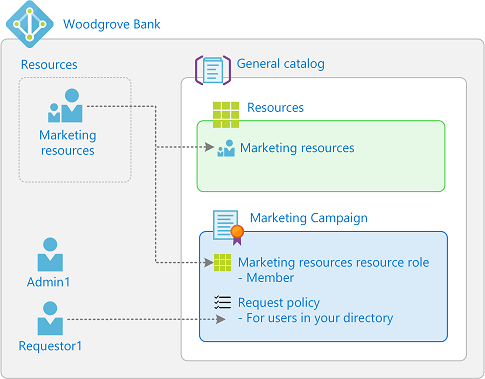 Woodgrove Bank
Resources
Marketing
resources
Admin1
Requestor1
General catalog
Resources
Marketing resources
Marketing Campaign
Marketing resources resource role
- Member
Request policy
- For users in your directory